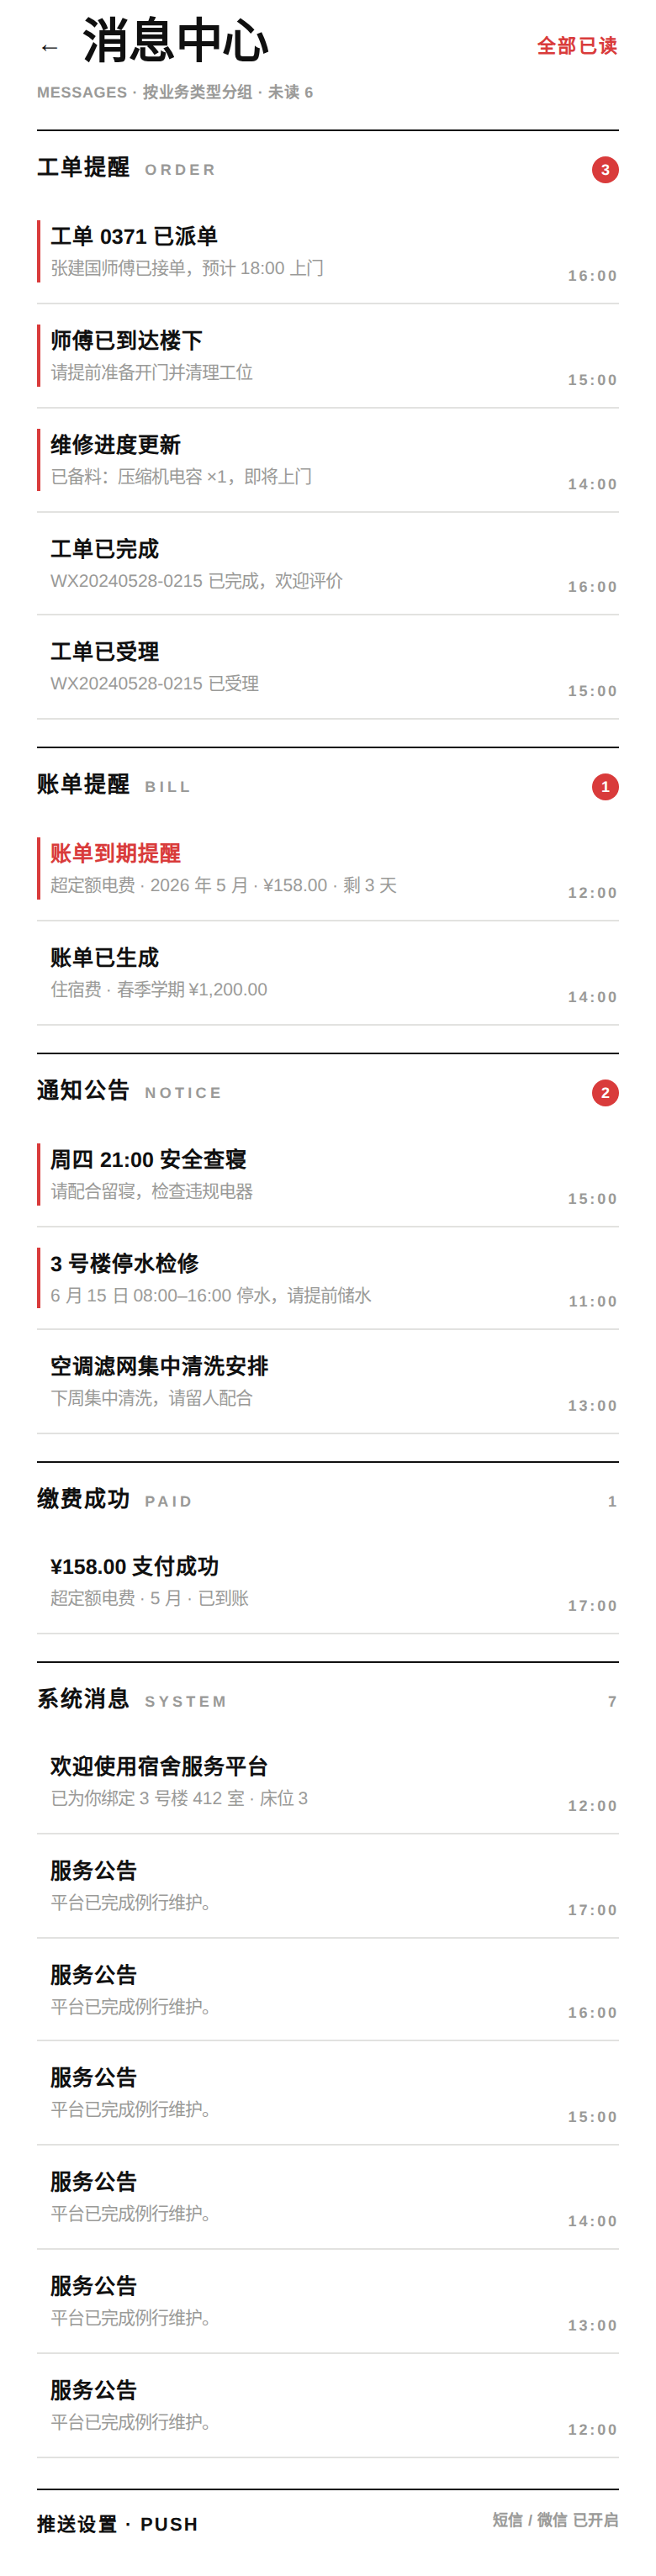 ← 消息中心 全部已读
MESSAGES · 按业务类型分组 · 未读 6
工单提醒 ORDER 3
工单 0371 已派单
张建国师傅已接单，预计 18:00 上门
16:00
师傅已到达楼下
请提前准备开门并清理工位
15:00
维修进度更新
已备料：压缩机电容 ×1，即将上门
14:00
工单已完成
WX20240528-0215 已完成，欢迎评价
16:00
工单已受理
WX20240528-0215 已受理
15:00
账单提醒 BILL 1
账单到期提醒
超定额电费 · 2026 年 5 月 · ¥158.00 · 剩 3 天
12:00
账单已生成
住宿费 · 春季学期 ¥1,200.00
14:00
通知公告 NOTICE 2
周四 21:00 安全查寝
请配合留寝，检查违规电器
15:00
3 号楼停水检修
6 月 15 日 08:00–16:00 停水，请提前储水
11:00
空调滤网集中清洗安排
下周集中清洗，请留人配合
13:00
缴费成功 PAID 1
¥158.00 支付成功
超定额电费 · 5 月 · 已到账
17:00
系统消息 SYSTEM 7
欢迎使用宿舍服务平台
已为你绑定 3 号楼 412 室 · 床位 3
12:00
服务公告
平台已完成例行维护。
17:00
服务公告
平台已完成例行维护。
16:00
服务公告
平台已完成例行维护。
15:00
服务公告
平台已完成例行维护。
14:00
服务公告
平台已完成例行维护。
13:00
服务公告
平台已完成例行维护。
12:00
推送设置 · PUSH 短信 / 微信 已开启